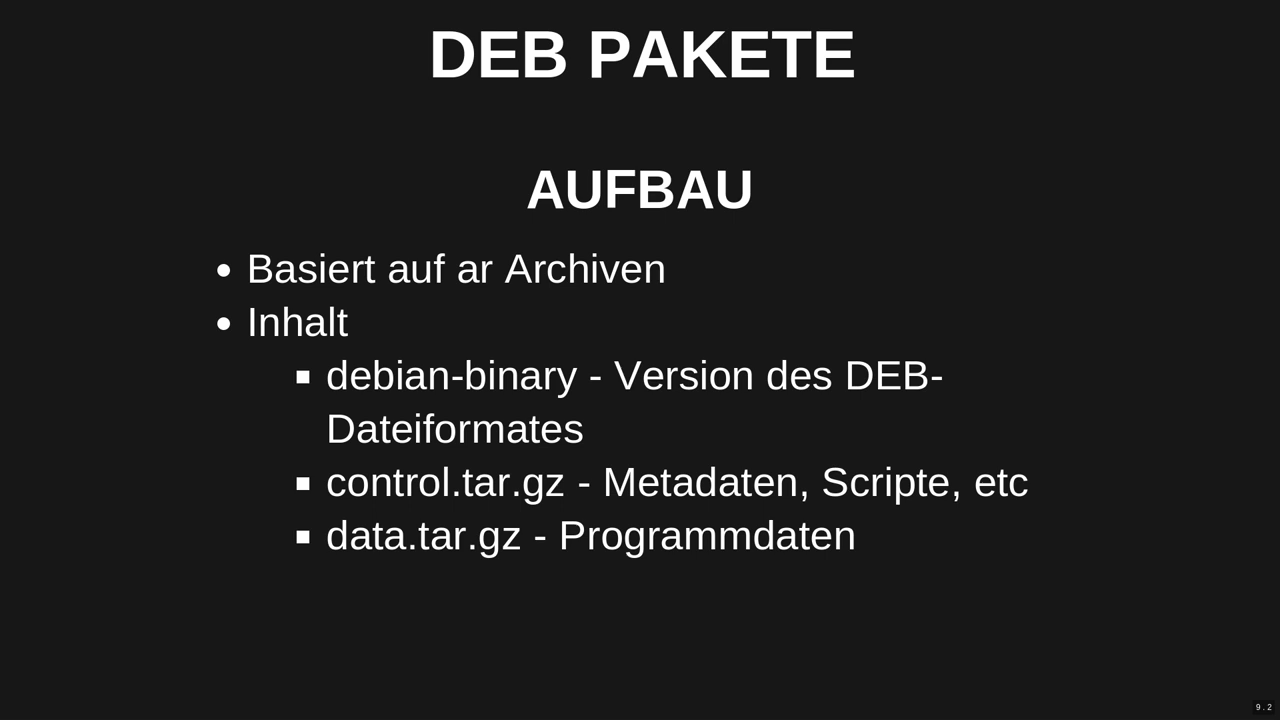 DEB PAKETE
AUFBAU
Basiert auf ar Archiven
Inhalt
debian-binary - Version des DEB-
Dateiformates
control.tar.gz - Metadaten, Scripte, etc
data.tar.gz - Programmdaten
9.2